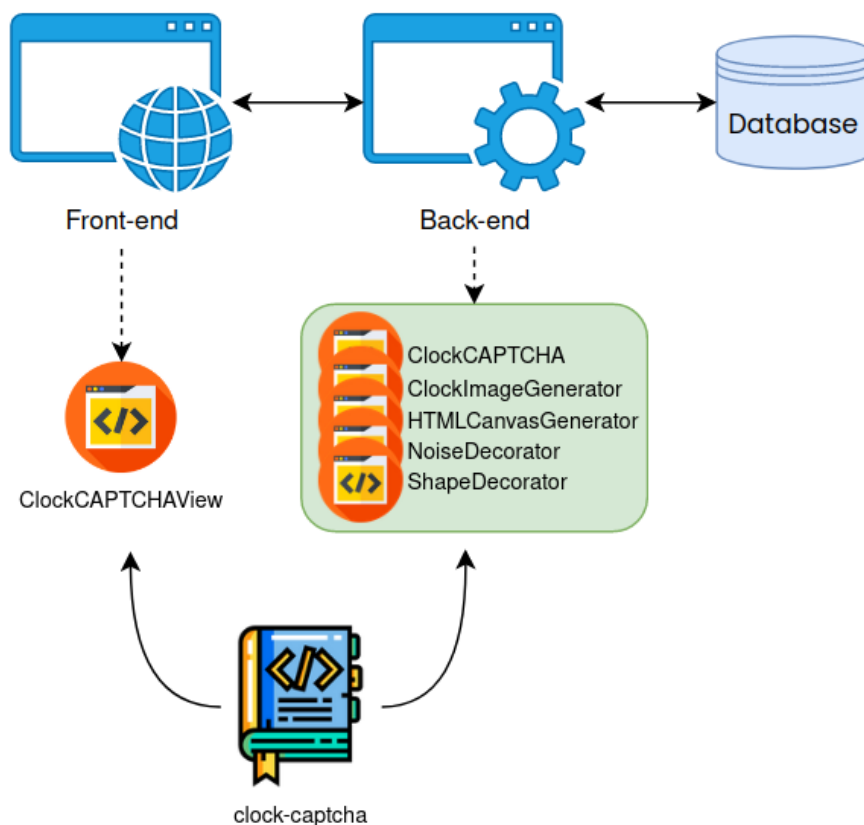 Database
Front-end
Back-end
ClockCAPTCHA
ClockImageGenerator
HTMLCanvasGenerator
NoiseDecorator
ShapeDecorator
ClockCAPTCHAView
clock-captcha